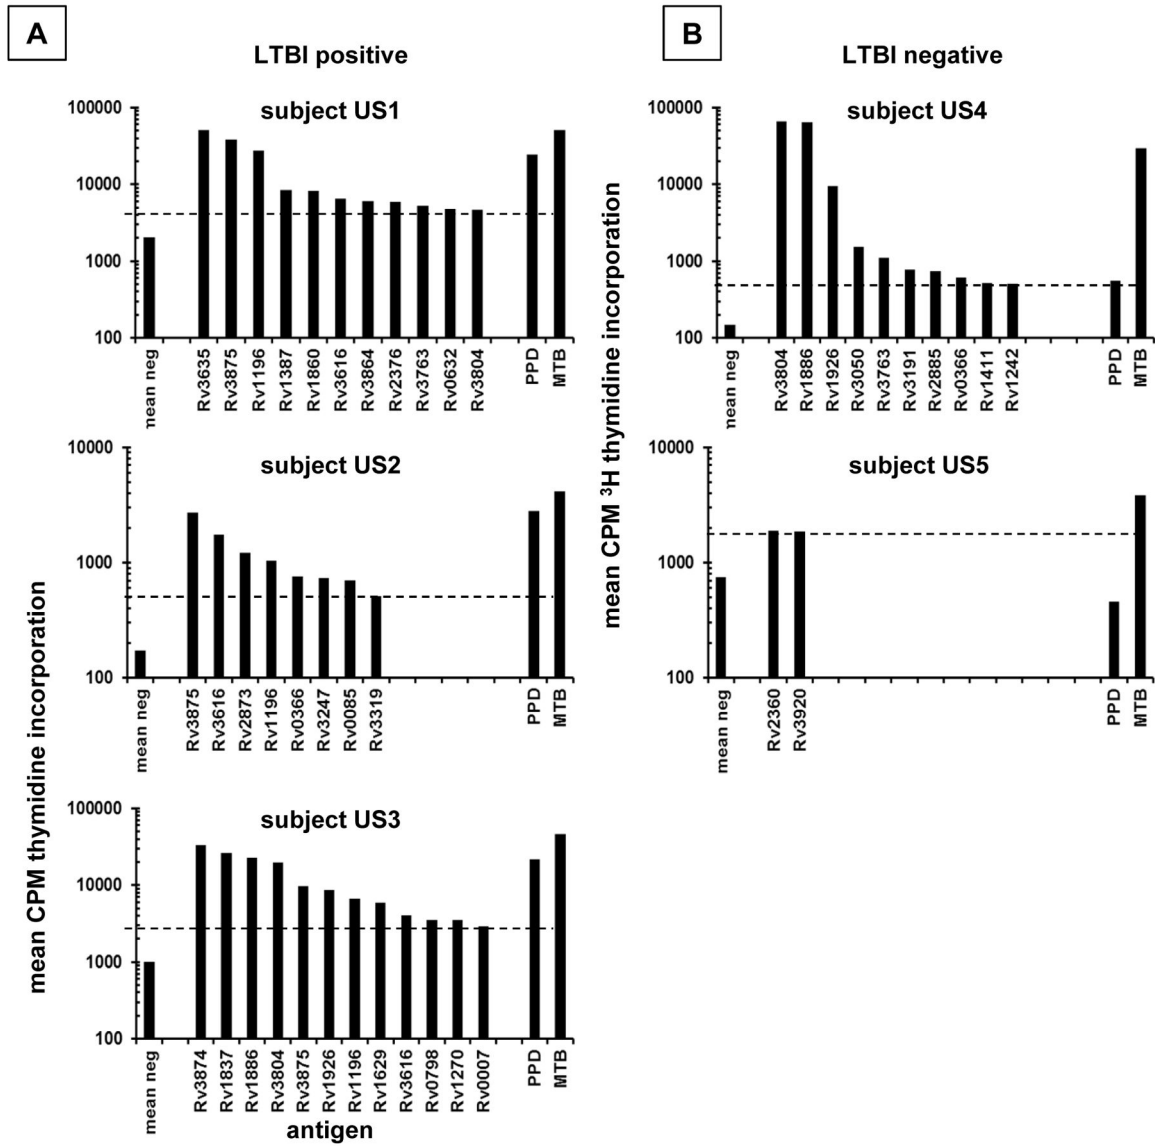 A
LTBI positive
subject US1
100000
10000
1000
100
mean neg
Rv3635
Rv3875
Rv1196
Rv1387
Rv1860
Rv3616
Rv3864
Rv2376
Rv3763
Rv0632
Rv3804
PPD
MTB
subject US2
10000
1000
100
mean neg
Rv3875
Rv3616
Rv2873
Rv1196
Rv0366
Rv3247
Rv0085
Rv3319
PPD
MTB
subject US3
100000
10000
1000
100
mean neg
Rv3874
Rv1837
Rv1886
Rv3804
Rv3875
Rv1926
Rv1196
Rv1629
Rv3616
Rv0798
Rv1270
Rv0007
PPD
MTB
mean CPM thymidine incorporation
antigen
B
LTBI negative
subject US4
100000
10000
1000
100
mean neg
Rv3804
Rv1886
Rv1926
Rv3050
Rv3763
Rv3191
Rv2885
Rv0366
Rv1411
Rv1242
PPD
MTB
subject US5
10000
1000
100
mean neg
Rv2360
Rv3920
PPD
MTB
mean CPM ³H thymidine incorporation